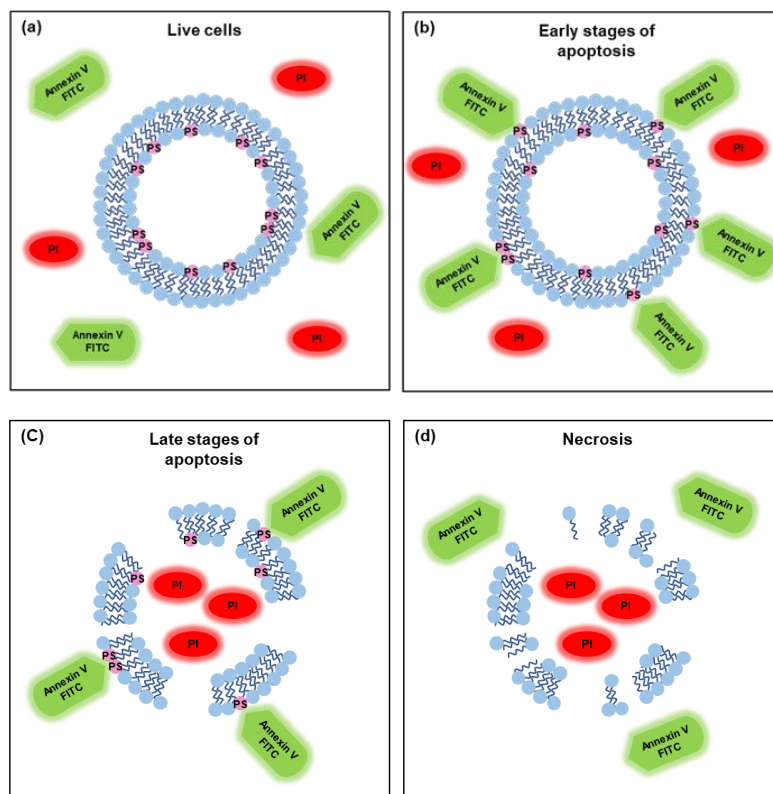 (a)
Live cells
Annexin V
FITC
PI
PS
PS
PS
PS
PS
PS
PS
PS
Annexin V
FITC
PS
PS
PI
PS
PS
Annexin V
FITC
PI
(b)
Early stages of
apoptosis
Annexin V
FITC
Annexin V
FITC
PS
PS
PS
PI
PI
PS
PS
PS
Annexin V
FITC
PS
PS
Annexin V
FITC
PS
PS
PI
Annexin V
FITC
(C)
Late stages of
apoptosis
Annexin V
FITC
PS
PS
PS
PS
PI
PI
PI
PS
PS
Annexin V
FITC
PS
Annexin V
FITC
(d)
Necrosis
Annexin V
FITC
Annexin V
FITC
PI
PI
PI
Annexin V
FITC